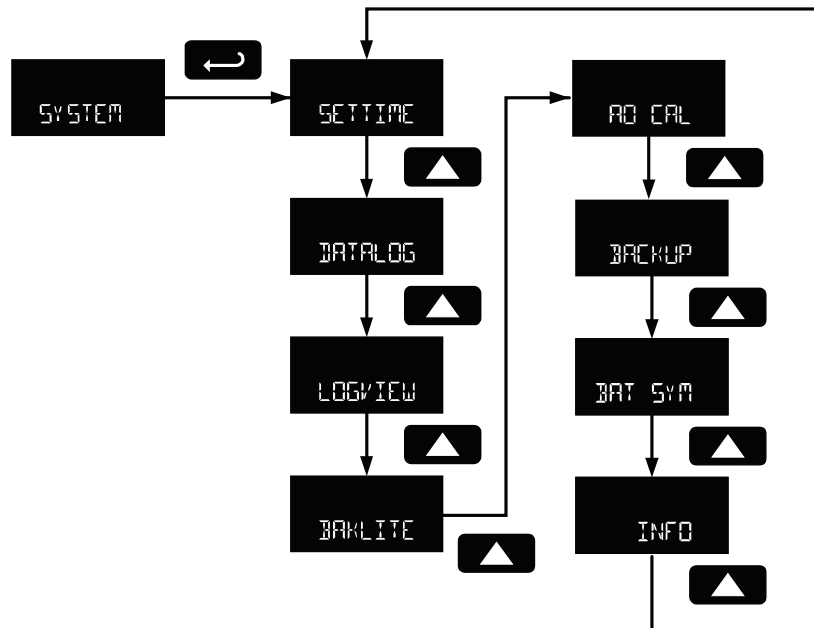 SYSTEM
SETTIME
DATALOG
LOGVIEW
BAKLITE
AO CAL
BACKUP
BAT SYM
INFO